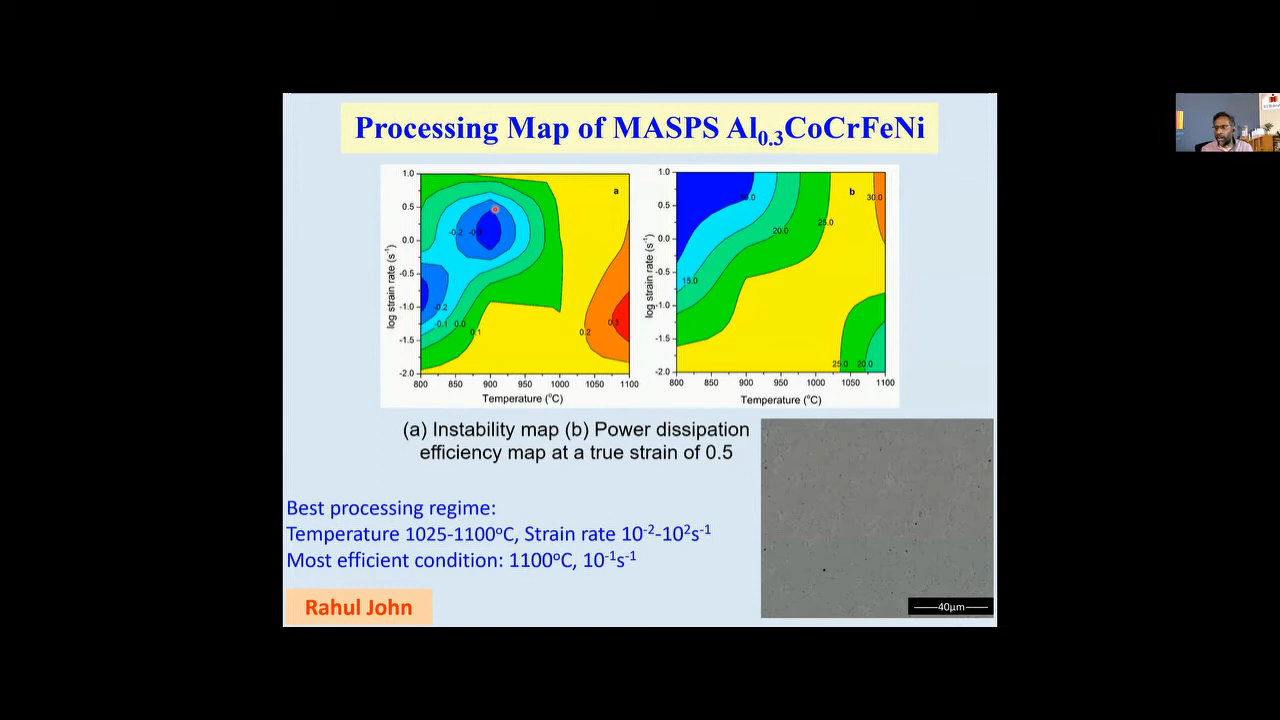 Processing Map of MASPS Al0.3CoCrFeNi
a
1.0
0.5
0.0
-0.5
-1.0
-1.5
-2.0
log strain rate (s-1)
-0.2
-0.2
-0.1
0.0
0.1
0.2
0.3
800 850 900 950 1000 1050 1100
Temperature (oC)
b
1.0
0.5
0.0
-0.5
-1.0
-1.5
-2.0
log strain rate (s-1)
30.0
25.0
20.0
15.0
25.0
20.0
800 850 900 950 1000 1050 1100
Temperature (oC)
(a) Instability map (b) Power dissipation
efficiency map at a true strain of 0.5
Best processing regime:
Temperature 1025-1100oC, Strain rate 10-2-102s-1
Most efficient condition: 1100oC, 10-1s-1
Rahul John
40µm